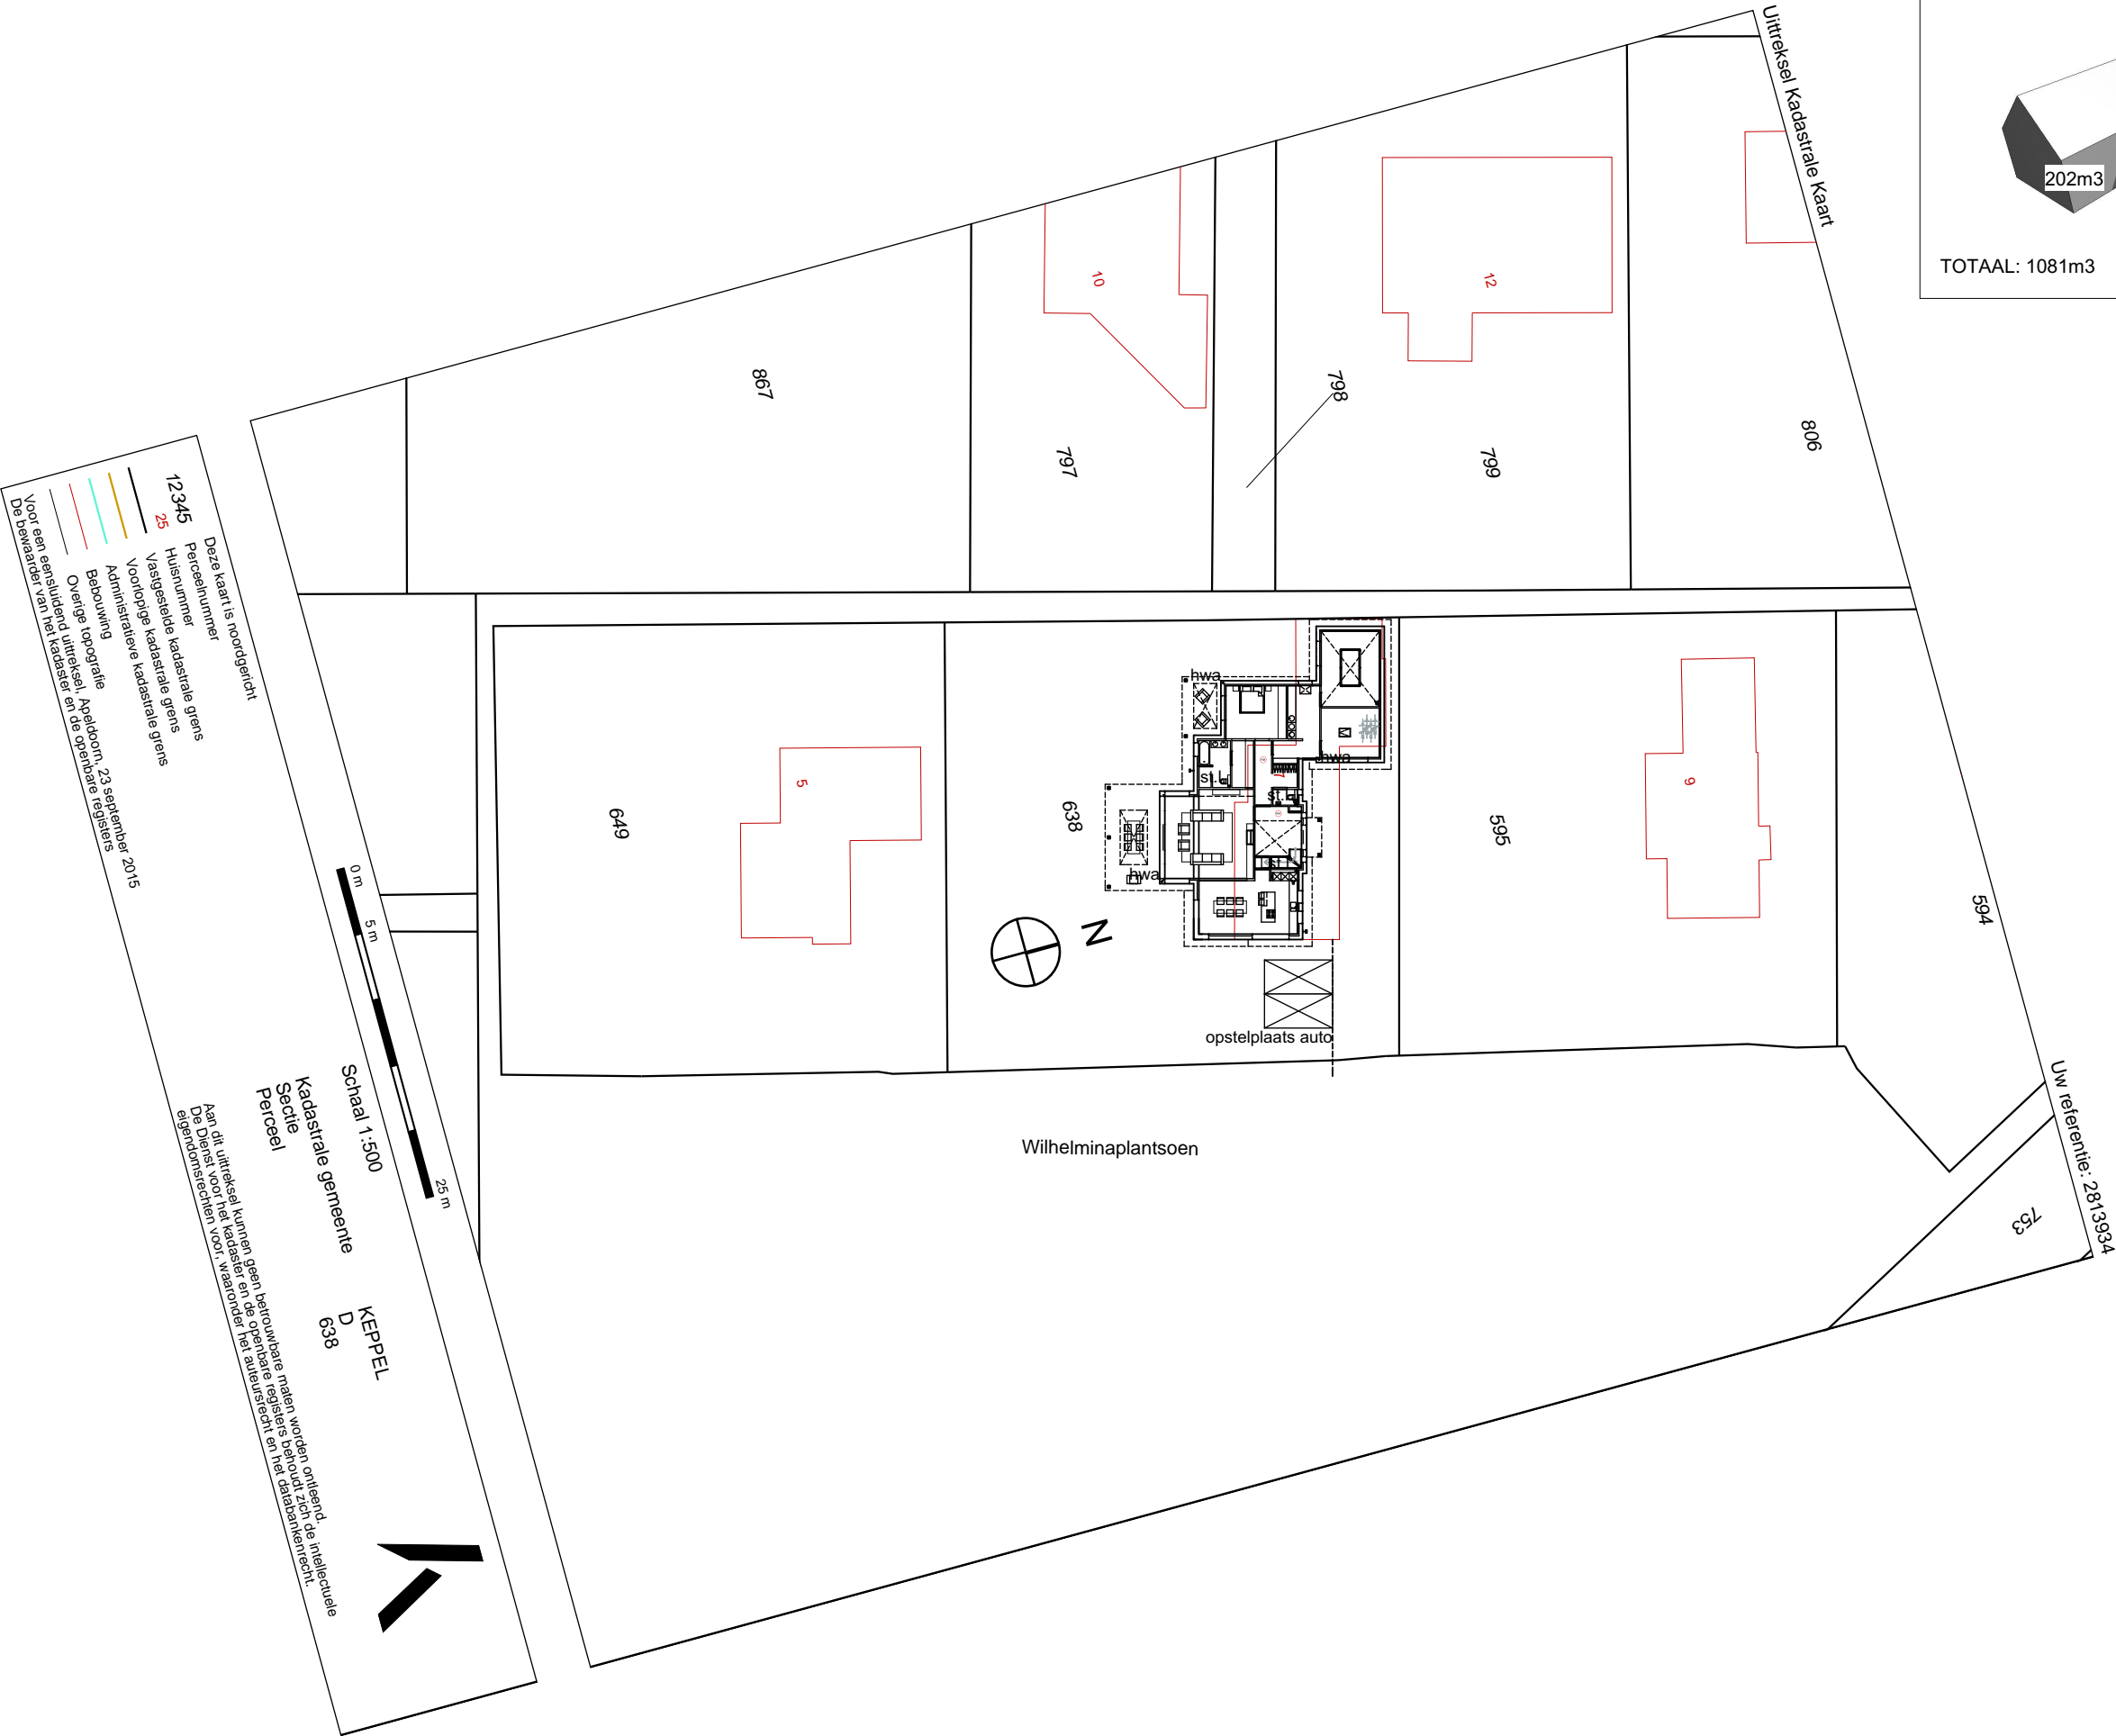 Uittreksel Kadastrale Kaart
Uw referentie: 2813934
202m3
TOTAAL: 1081m3
10
12
867
797
798
799
806
hwa
hwa
hwa
st.
st.
7
5
9
649
638
595
594
753
N
opstelplaats auto
Wilhelminaplantsoen
Deze kaart is noordgericht
12345 Perceelnummer
25 Huisnummer
Vastgestelde kadastrale grens
Voorlopige kadastrale grens
Administratieve kadastrale grens
Bebouwing
Overige topografie
Voor een eensluidend uittreksel, Apeldoorn, 23 september 2015
De bewaarder van het kadaster en de openbare registers
0 m 5 m 25 m
Schaal 1:500
Kadastrale gemeente KEPPEL
Sectie D
Perceel 638
Aan dit uittreksel kunnen geen betrouwbare maten worden ontleend.
De Dienst voor het kadaster en de openbare registers behoudt zich de intellectuele
eigendomsrechten voor, waaronder het auteursrecht en het databankenrecht.